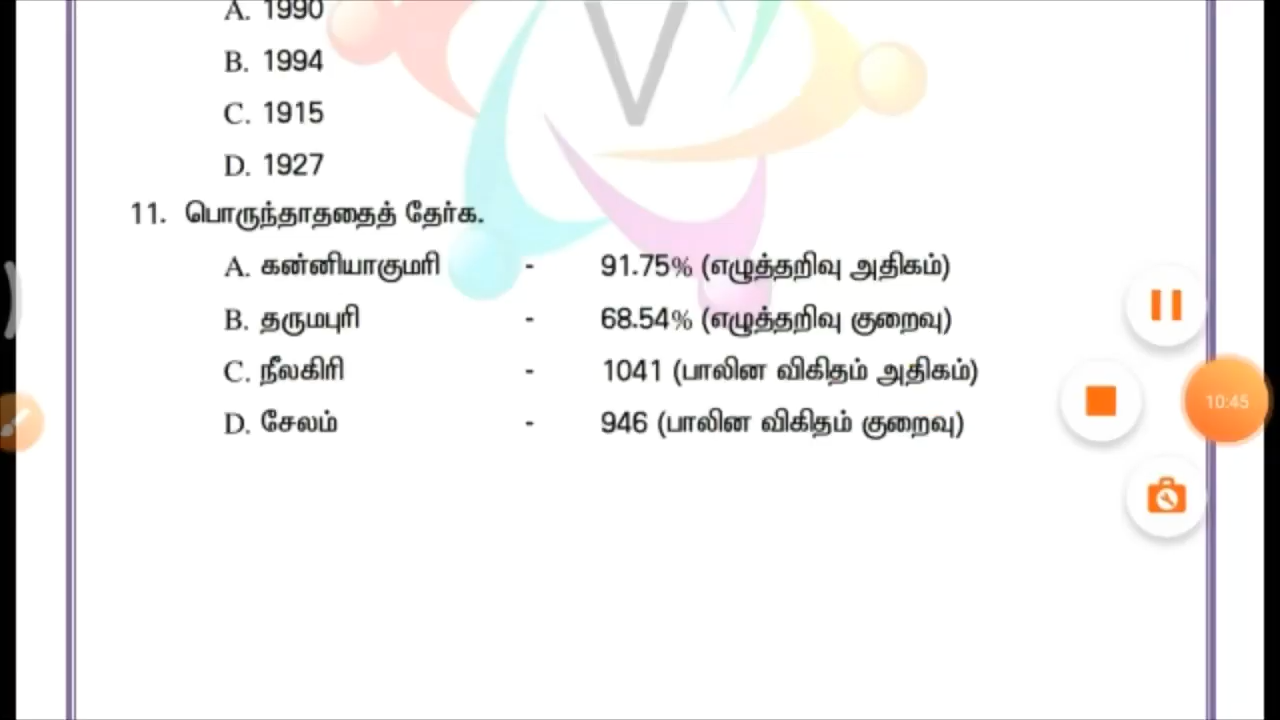 A. 1990
B. 1994
C. 1915
D. 1927
11. பொருந்தாததைத் தேர்க.
A. கன்னியாகுமரி - 91.75% (எழுத்தறிவு அதிகம்)
B. தருமபுரி - 68.54% (எழுத்தறிவு குறைவு)
C. நீலகிரி - 1041 (பாலின விகிதம் அதிகம்)
D. சேலம் - 946 (பாலின விகிதம் குறைவு)
10:45
V